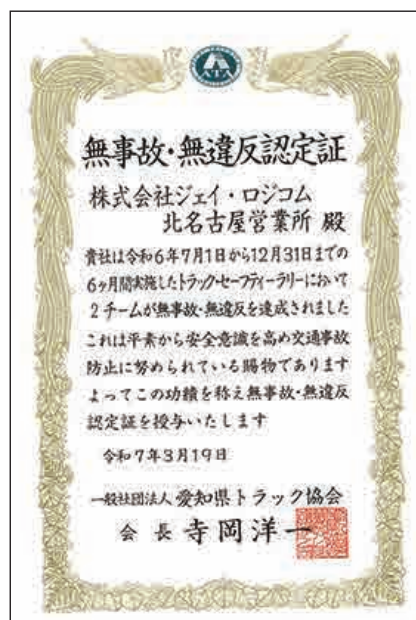 ATA
無事故・無違反認定証
株式会社ジェイ・ロジコム
北名古屋営業所 殿
貴社は令和6年7月1日から12月31日までの
6ヶ月間実施したトラック・セーフティーラリーにおいて
2チームが無事故・無違反を達成されました
これは平素から安全意識を高め交通事故
防止に努められている賜物であります
よってこの功績を称え無事故・無違反
認定証を授与いたします
令和7年3月19日
一般社団法人 愛知県トラック協会
会長 寺岡洋一